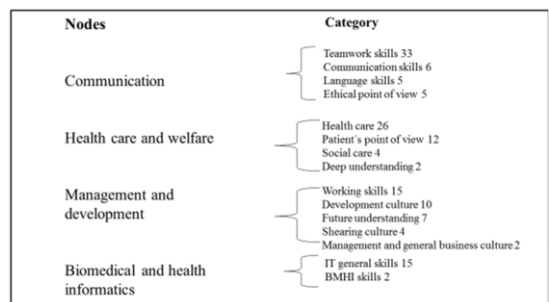 Nodes
Category
Communication
Teamwork skills 33
Communication skills 6
Language skills 5
Ethical point of view 5
Health care and welfare
Health care 26
Patient´s point of view 12
Social care 4
Deep understanding 2
Management and
development
Working skills 15
Development culture 10
Future understanding 7
Shearing culture 4
Management and general business culture 2
Biomedical and health
informatics
IT general skills 15
BMHI skills 2